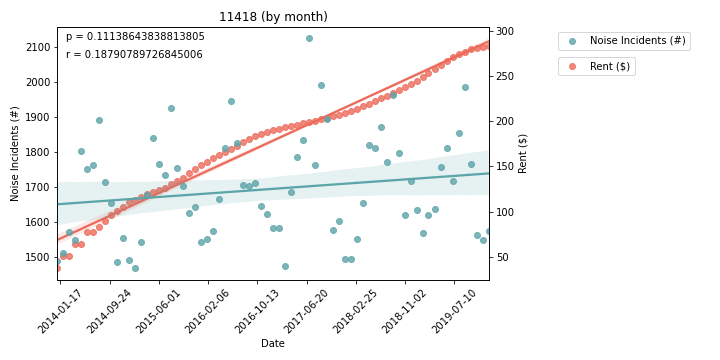 11418 (by month)
p = 0.11138643838813805
r = 0.18790789726845006
Noise Incidents (#)
2100
2000
1900
1800
1700
1600
1500
300
250
200
150
100
50
Rent ($)
2014-01-17
2014-09-24
2015-06-01
2016-02-06
2016-10-13
2017-06-20
2018-02-25
2018-11-02
2019-07-10
Date
Noise Incidents (#)
Rent ($)